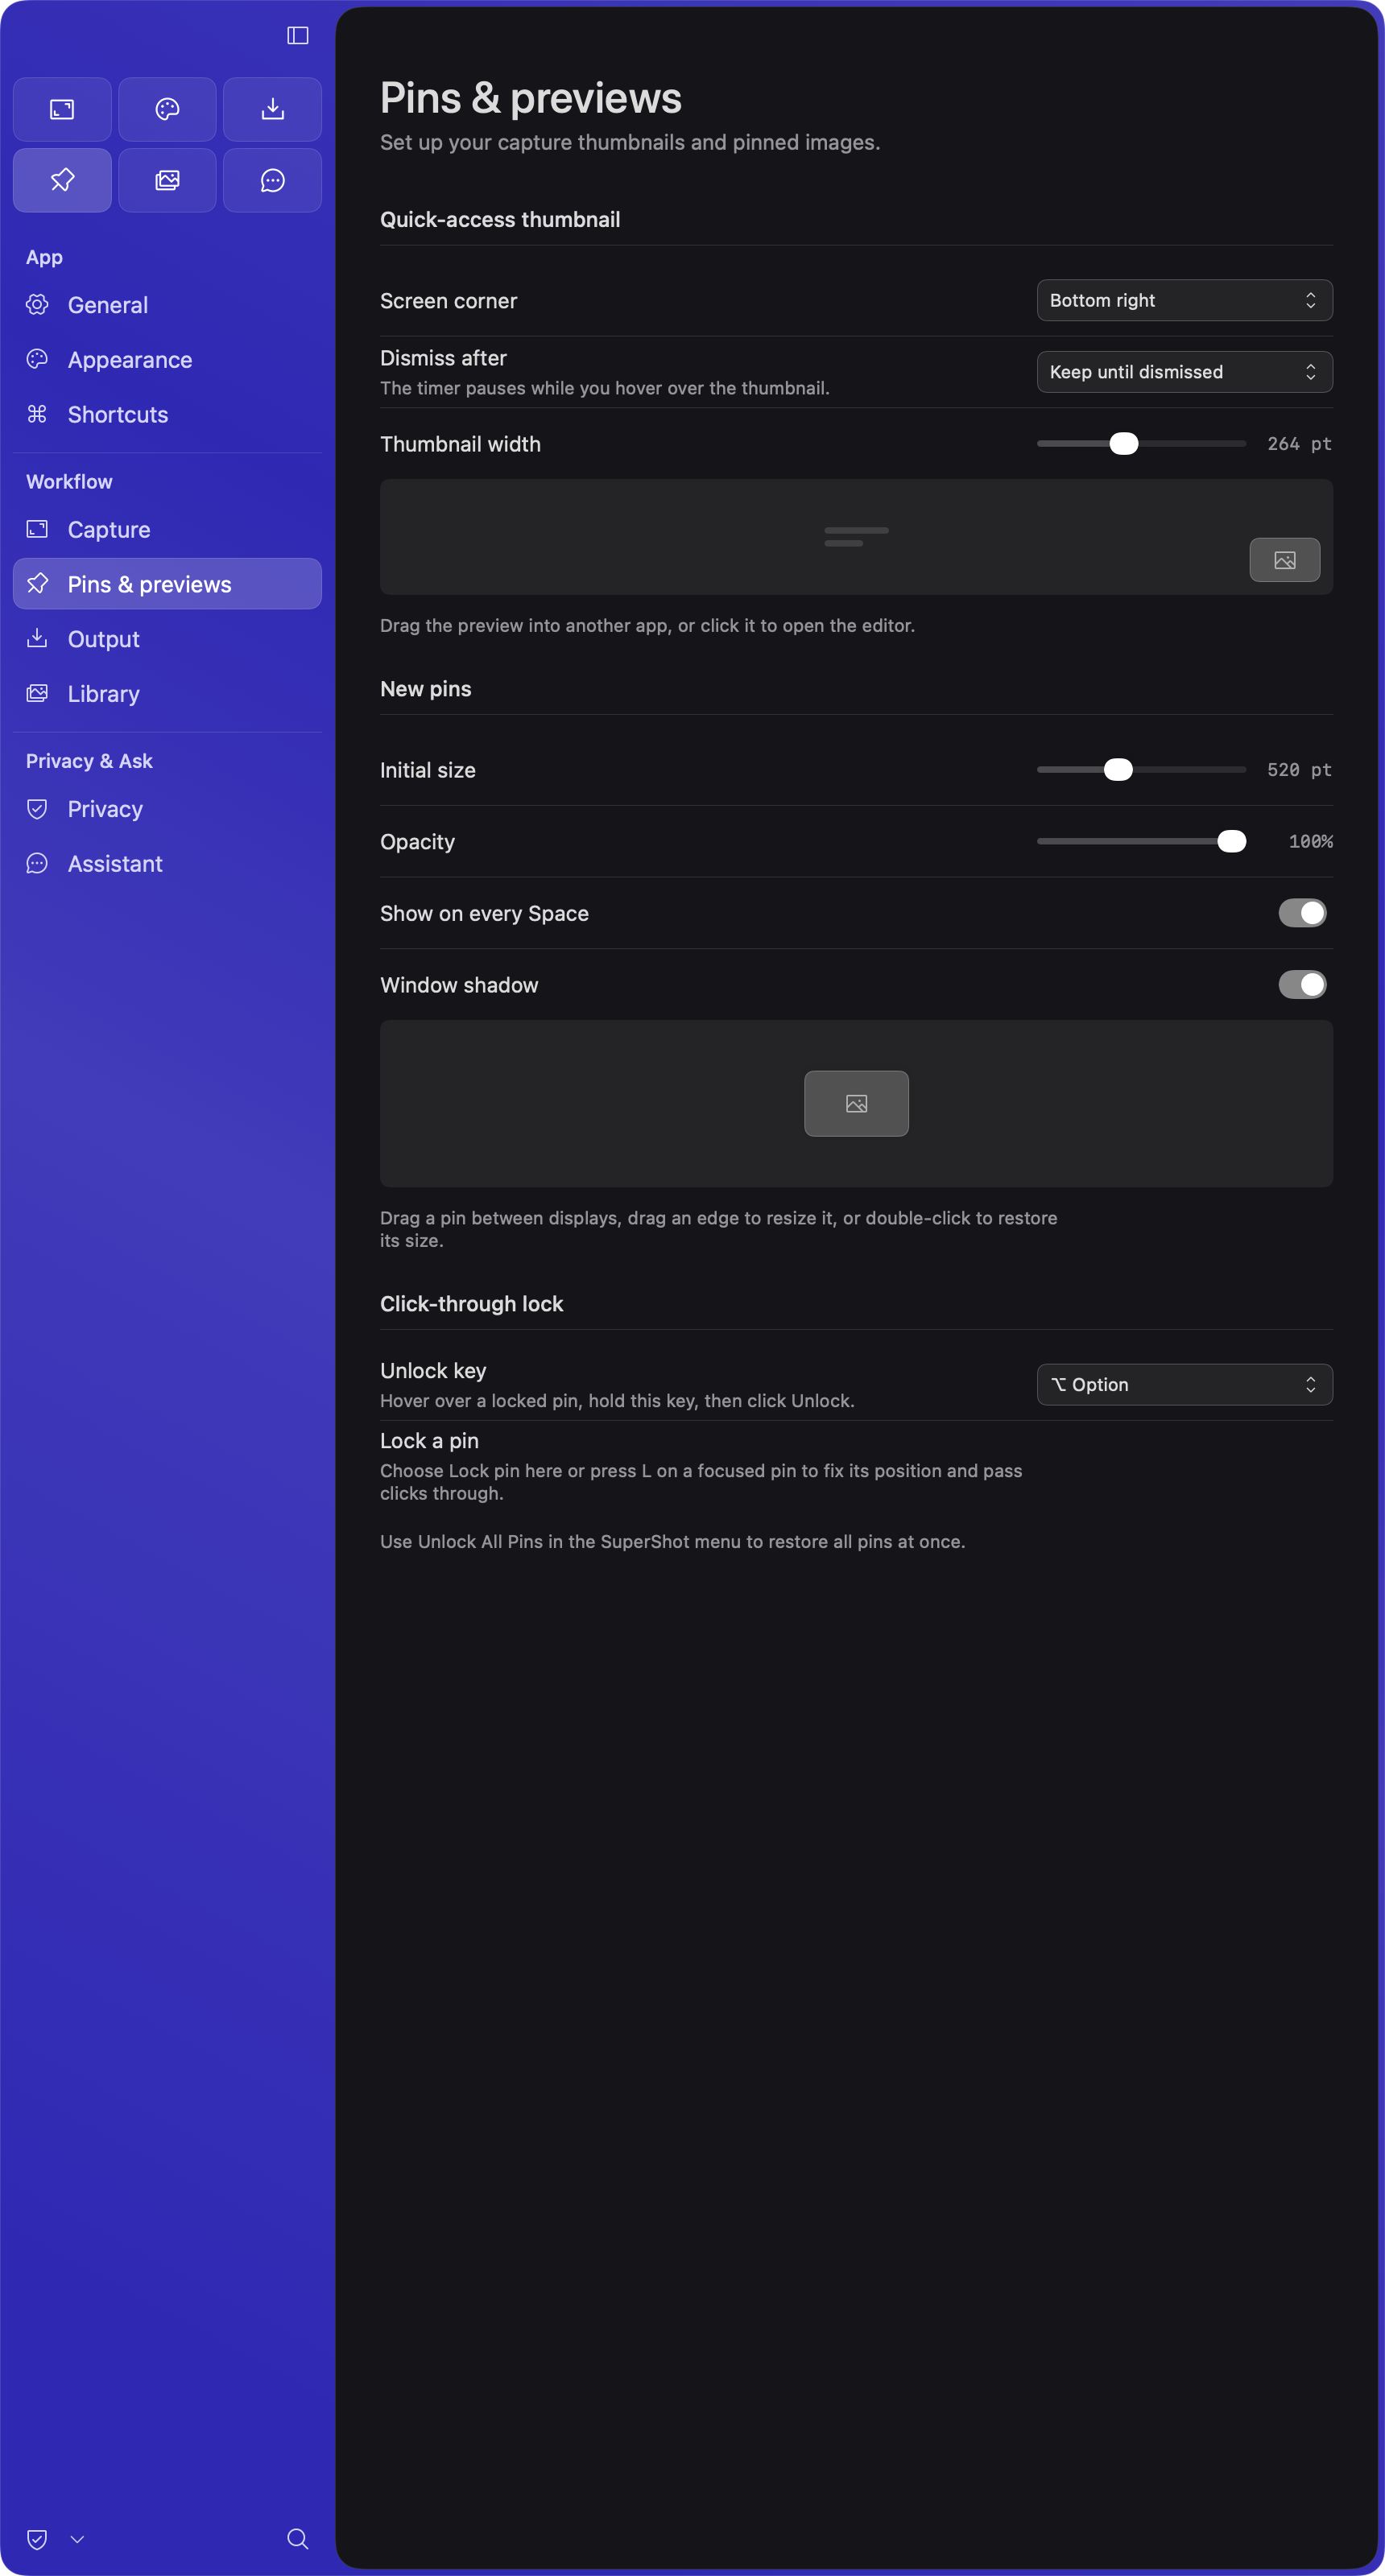 Pins & previews
Set up your capture thumbnails and pinned images.
App
General
Appearance
Shortcuts
Workflow
Capture
Pins & previews
Output
Library
Privacy & Ask
Privacy
Assistant
Quick-access thumbnail
Screen corner
Bottom right
Dismiss after
The timer pauses while you hover over the thumbnail.
Keep until dismissed
Thumbnail width
264 pt
Drag the preview into another app, or click it to open the editor.
New pins
Initial size
520 pt
Opacity
100%
Show on every Space
Window shadow
Drag a pin between displays, drag an edge to resize it, or double-click to restore
its size.
Click-through lock
Unlock key
Hover over a locked pin, hold this key, then click Unlock.
⌥ Option
Lock a pin
Choose Lock pin here or press L on a focused pin to fix its position and pass
clicks through.
Use Unlock All Pins in the SuperShot menu to restore all pins at once.